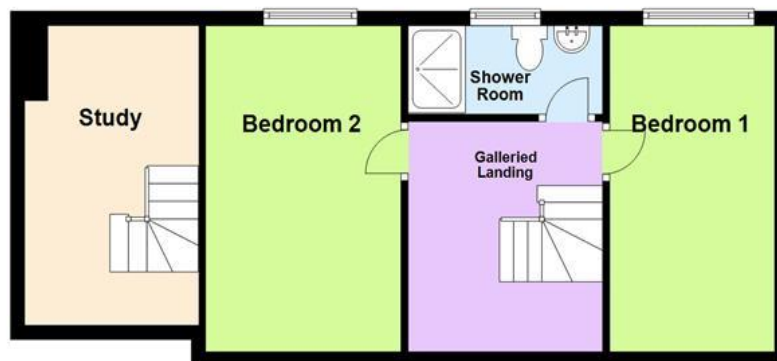 Study
Bedroom 2
Shower
Room
Galleried
Landing
Bedroom 1